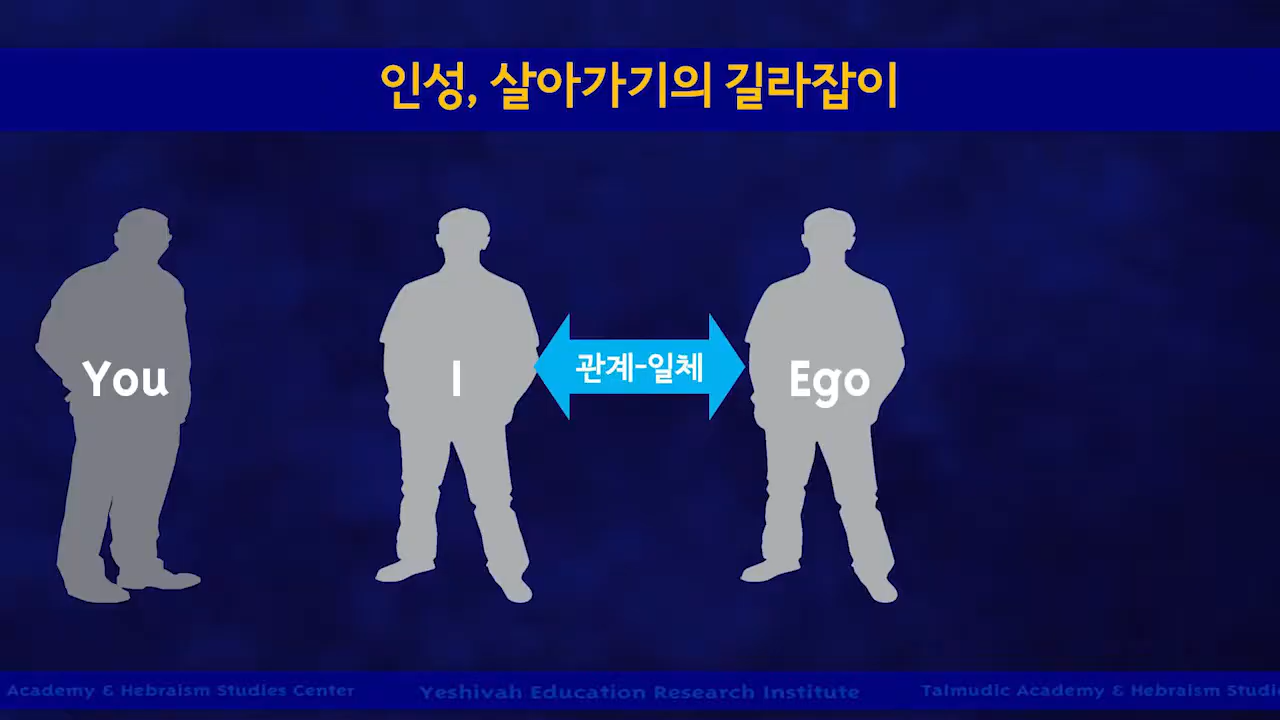 인성, 살아가기의 길라잡이
You
I
관계-일체
Ego
Academy & Hebraism Studies Center
Yeshivah Education Research Institute
Talmudic Academy & Hebraism Studi